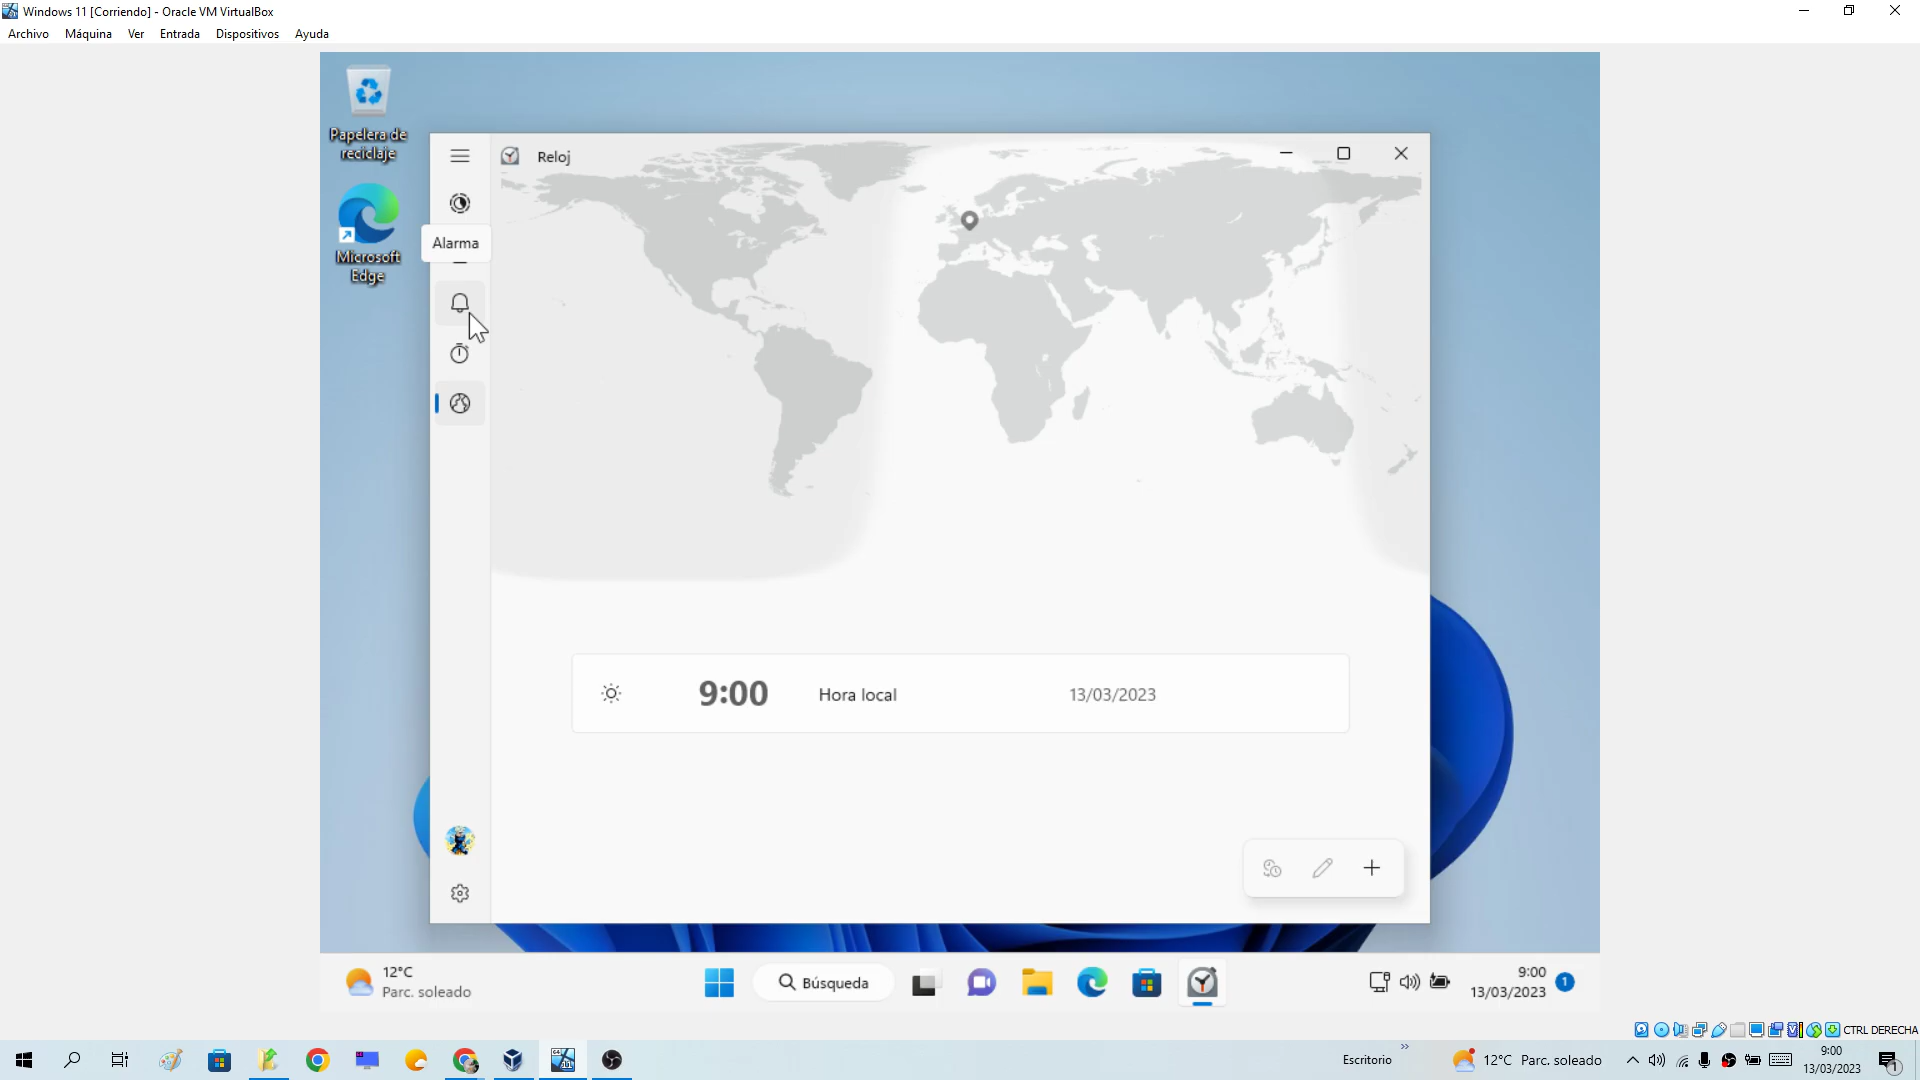 Windows 11 [Corriendo] - Oracle VM VirtualBox
Archivo Máquina Ver Entrada Dispositivos Ayuda
Papelera de
reciclaje
Microsoft
Edge
Reloj
Alarma
9:00 Hora local 13/03/2023
12°C
Parc. soleado
Búsqueda
9:00
13/03/2023
1
CTRL DERECHA
Escritorio
12°C Parc. soleado
9:00
13/03/2023
1